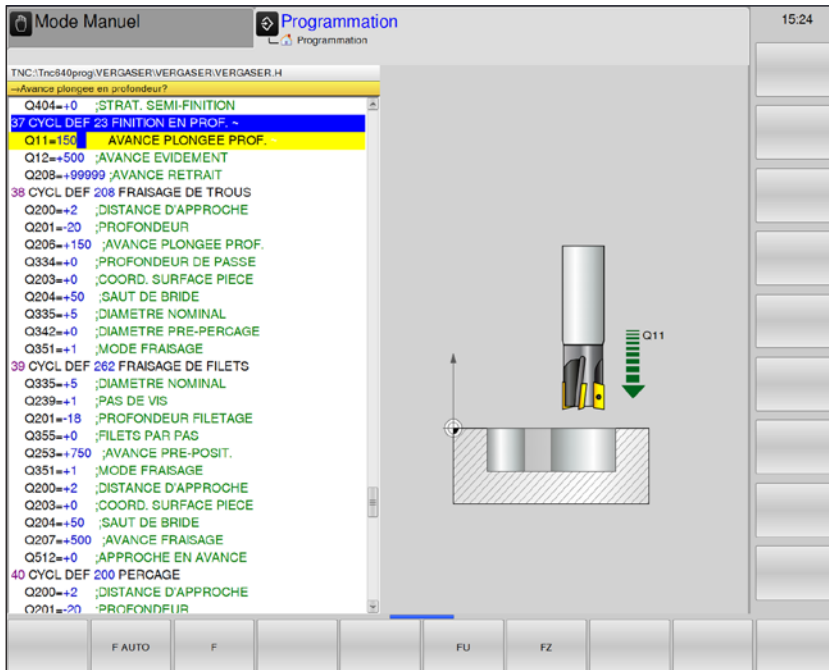 Mode Manuel
Programmation
15:24
Programmation
TNC:\Tnc640prog\VERGASER\VERGASER\VERGASER.H
→Avance plongee en profondeur?
Q404=+0 ;STRAT. SEMI-FINITION
37 CYCL DEF 23 FINITION EN PROF. ~
Q11=150 AVANCE PLONGEE PROF. ~
Q12=+500 ;AVANCE EVIDEMENT
Q208=+99999 ;AVANCE RETRAIT
38 CYCL DEF 208 FRAISAGE DE TROUS
Q200=+2 ;DISTANCE D'APPROCHE
Q201=-20 ;PROFONDEUR
Q206=+150 ;AVANCE PLONGEE PROF.
Q334=+0 ;PROFONDEUR DE PASSE
Q203=+0 ;COORD. SURFACE PIECE
Q204=+50 ;SAUT DE BRIDE
Q335=+5 ;DIAMETRE NOMINAL
Q342=+0 ;DIAMETRE PRE-PERCAGE
Q351=+1 ;MODE FRAISAGE
39 CYCL DEF 262 FRAISAGE DE FILETS
Q335=+5 ;DIAMETRE NOMINAL
Q239=+1 ;PAS DE VIS
Q201=-18 ;PROFONDEUR FILETAGE
Q355=+0 ;FILETS PAR PAS
Q253=+750 ;AVANCE PRE-POSIT.
Q351=+1 ;MODE FRAISAGE
Q200=+2 ;DISTANCE D'APPROCHE
Q203=+0 ;COORD. SURFACE PIECE
Q204=+50 ;SAUT DE BRIDE
Q207=+500 ;AVANCE FRAISAGE
Q512=+0 ;APPROCHE EN AVANCE
40 CYCL DEF 200 PERCAGE
Q200=+2 ;DISTANCE D'APPROCHE
Q201=-20 ;PROFONDEUR
Q11
F AUTO
F
FU
FZ